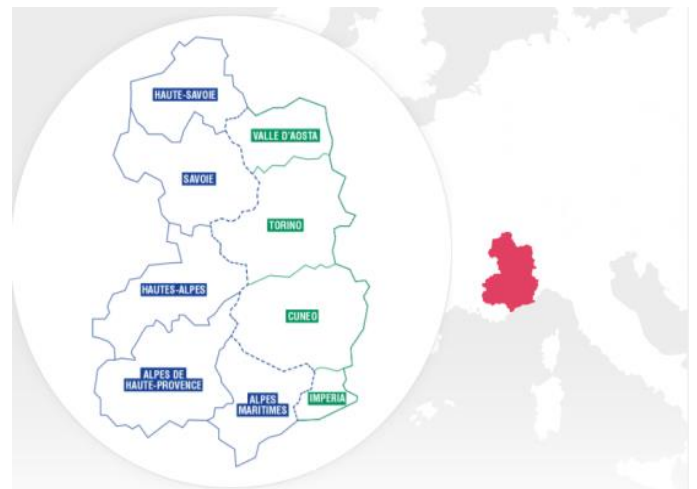 HAUTE-SAVOIE
VALLE D'AOSTA
SAVOIE
TORINO
HAUTES-ALPES
CUNEO
ALPES DE
HAUTE-PROVENCE
ALPES
MARITIMES
IMPERIA